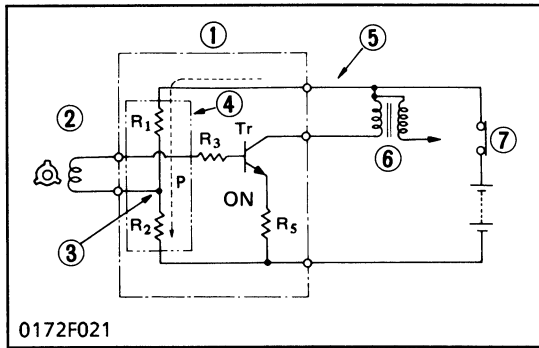 ①
⑤
②
④
R₁
R₃
Tr
⑥
⑦
P
ON
③
R₂
R₅
0172F021